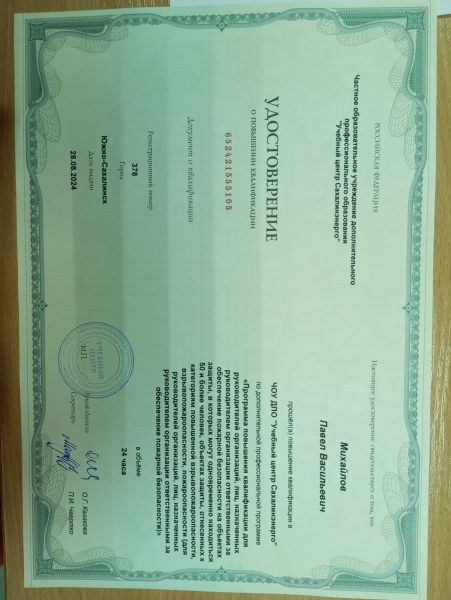 РОССИЙСКАЯ ФЕДЕРАЦИЯ
Частное образовательное учреждение дополнительного
профессионального образования
"Учебный центр Сахалинэнерго"
УДОСТОВЕРЕНИЕ
О ПОВЫШЕНИИ КВАЛИФИКАЦИИ
652421555105
Документ о квалификации
Регистрационный номер
378
Город
Южно-Сахалинск
Дата выдачи
28.08.2024
Настоящее удостоверение свидетельствует о том, что
Михайлов
Павел Васильевич
прошёл(а) повышение квалификации в
ЧОУ ДПО "Учебный центр Сахалинэнерго"
по дополнительной профессиональной программе
«Программа повышения квалификации для
руководителей организаций, лиц, назначенных
руководителем организации ответственными за
обеспечение пожарной безопасности на объектах
защиты, в которых могут одновременно находиться
50 и более человек, объектах защиты, отнесенных к
категориям повышенной взрывопожароопасности,
взрывопожароопасности, пожароопасности (для
руководителей организаций, лиц, назначенных
руководителем организации ответственными за
обеспечение пожарной безопасности)»
в объёме
24 часа
УЧЕБНЫЙ
ЦЕНТР
М.П.
Руководитель
О.Г. Казакова
Секретарь